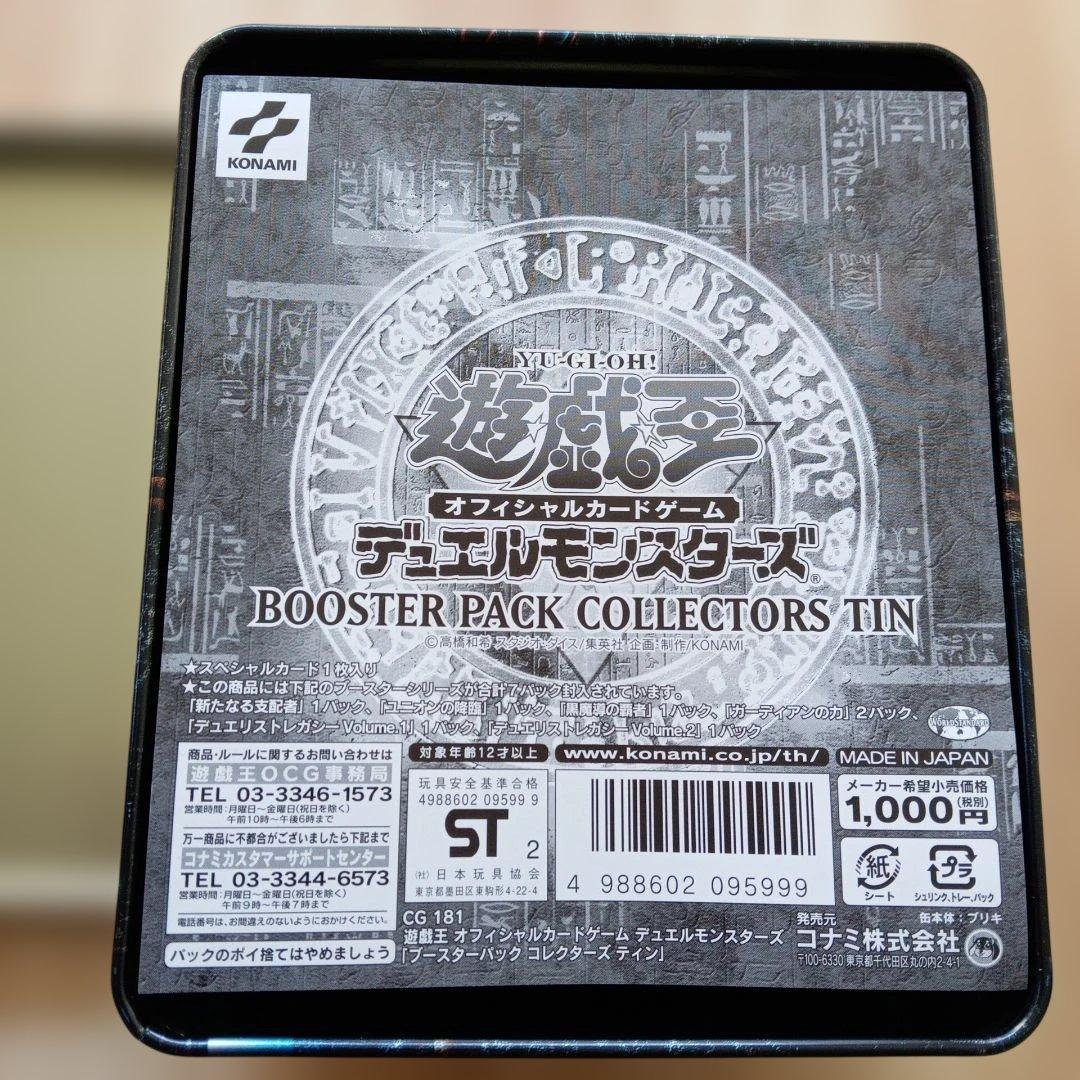 KONAMI
YU-GI-OH!
遊戯王
オフィシャルカードゲーム
デュエルモンスターズ®
BOOSTER PACK COLLECTORS TIN
©高橋和希 スタジオ・ダイス/集英社 企画・制作/KONAMI
★スペシャルカード1枚入り
★この商品には下記のブースターシリーズが合計7パック封入されています。
「新たなる支配者」1パック、「ユニオンの降臨」1パック、「黒魔導の覇者」1パック、「ガーディアンの力」2パック、
「デュエリストレガシー Volume.1」1パック、「デュエリストレガシー Volume.2」1パック
WORLD STANDARD
商品・ルールに関するお問い合わせは
遊戯王OCG事務局
TEL 03-3346-1573
営業時間:月曜日〜金曜日(祝日を除く)
午前10時〜午後6時まで
万一商品に不都合がございましたら下記まで
コナミカスタマーサポートセンター
TEL 03-3344-6573
営業時間:月曜日〜金曜日(祝日を除く)
午前9時〜午後7時まで
電話番号は、お間違えのないようにおかけください。
パックのポイ捨てはやめましょう
対象年齢12才以上
www.konami.co.jp/th/
MADE IN JAPAN
玩具安全基準合格
4988602 09599 9
ST 2
(社)日本玩具協会
東京都墨田区東駒形4-22-4
4 988602 095999
メーカー希望小売価格
1,000円(税別)
紙
シート
プラ
シュリンク、トレー、パック
CG 181
遊戯王 オフィシャルカードゲーム デュエルモンスターズ
「ブースターパック コレクターズ ティン」
発売元
缶本体:ブリキ
コナミ株式会社
〒100-6330 東京都千代田区丸の内2-4-1